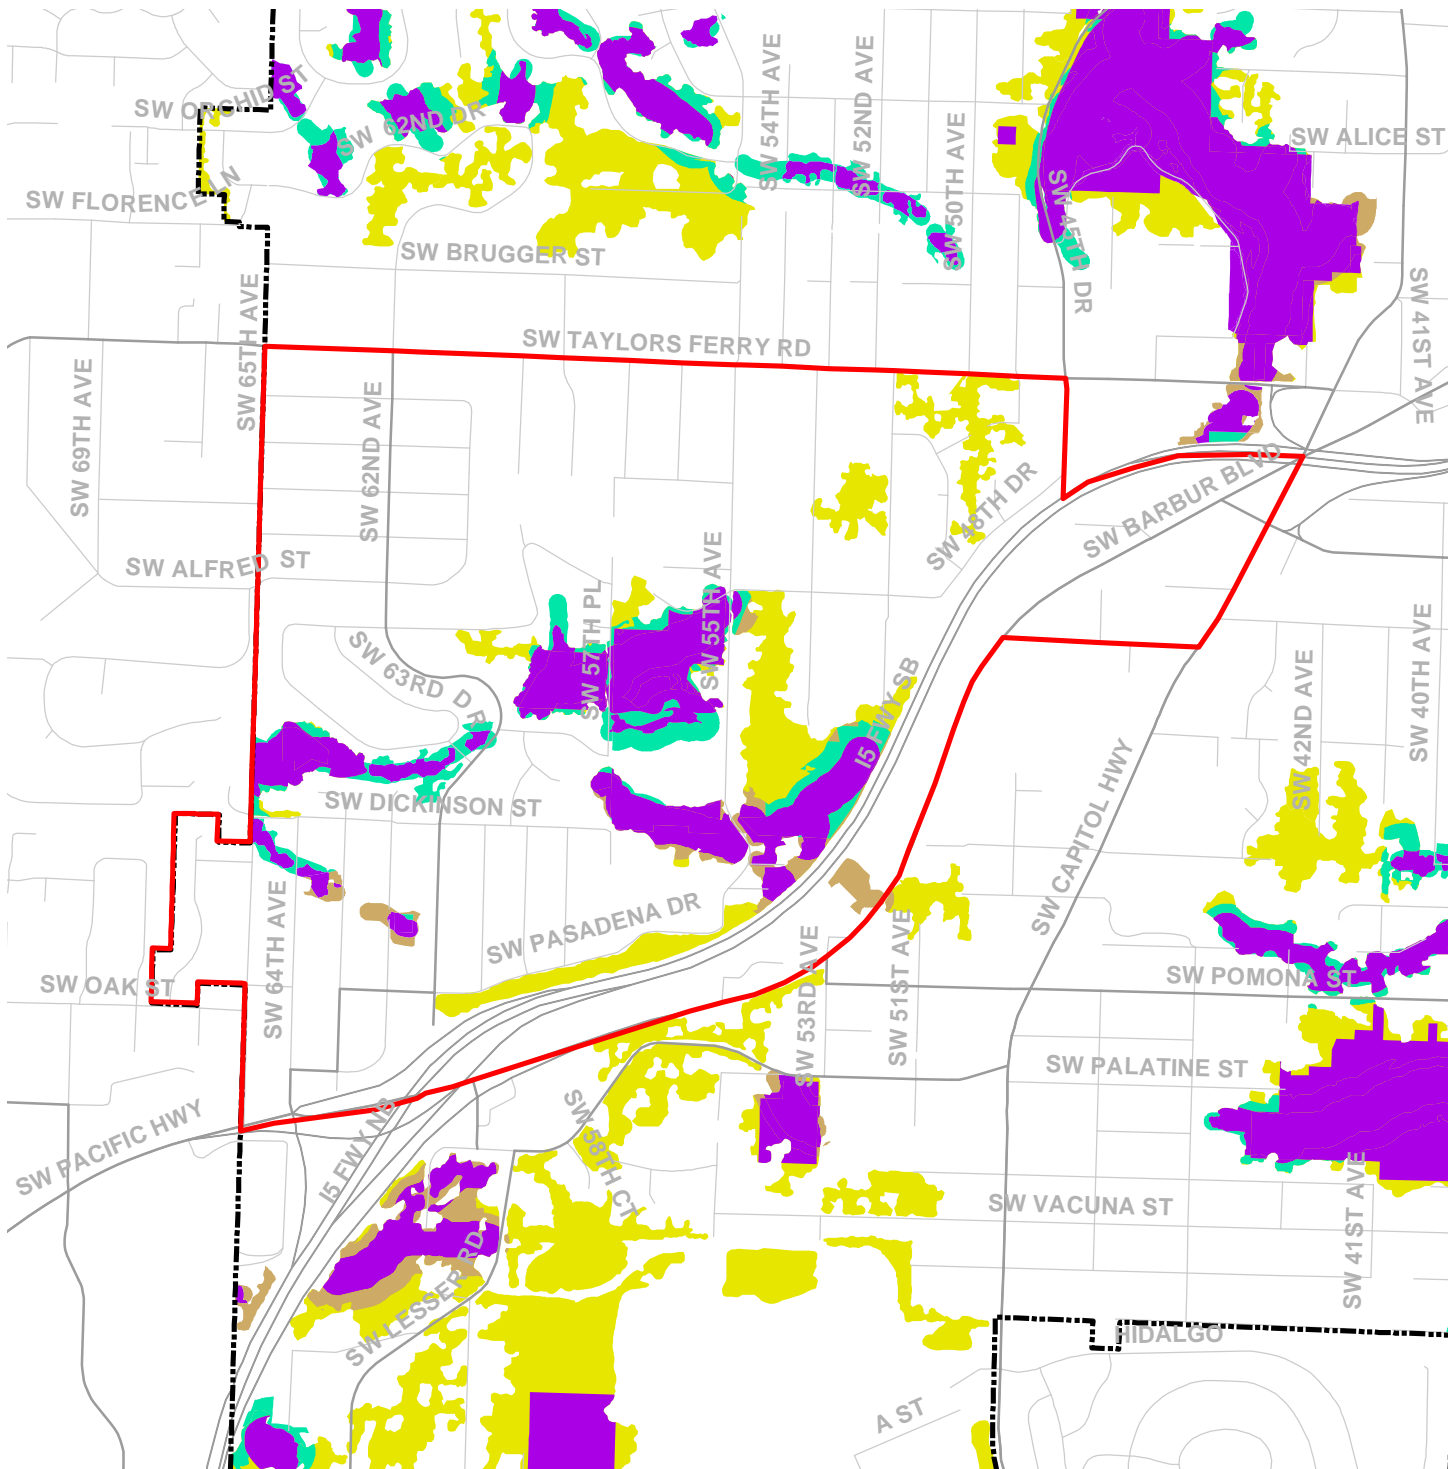 SW ORCHID ST
SW 62ND DR
SW 54TH AVE
SW 52ND AVE
SW 50TH AVE
SW ALICE ST
SW FLORENCE LN
SW 45TH DR
SW BRUGGER ST
SW 65TH AVE
SW 41ST AVE
SW TAYLORS FERRY RD
SW 69TH AVE
SW 62ND AVE
SW 48TH DR
SW BARBUR BLVD
SW ALFRED ST
SW 57TH PL
SW 55TH AVE
SW 63RD DR
I5 FWY SB
SW 42ND AVE
SW 40TH AVE
SW CAPITOL HWY
SW DICKINSON ST
SW 64TH AVE
SW PASADENA DR
SW OAK ST
SW 53RD AVE
SW 51ST AVE
SW POMONA ST
SW PALATINE ST
SW PACIFIC HWY
I5 FWY NB
SW 58TH CT
SW VACUNA ST
SW 41ST AVE
SW LESSER RD
HIDALGO
A ST